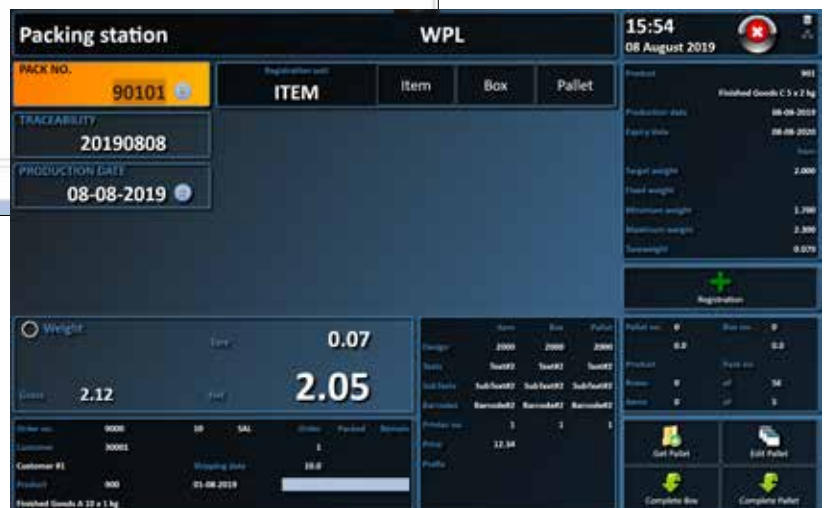 Packing station WPL 15:54
08 August 2019
PACK NO.
90101
Registration unit
ITEM Item Box Pallet
TRACEABILITY
20190808
PRODUCTION DATE
08-08-2019
Product 901
Finished Goods C 5 x 2 kg
Production date 08-08-2019
Expiry date 08-08-2020
Item
Target weight 2.000
Fixed weight
Minimum weight 1.700
Maximum weight 2.300
Tareweight 0.070
Registration
Weight
Tare 0.07
Gross 2.12 Net 2.05
Item Box Pallet
Design 2000 2000 2000
Texts Text#2 Text#2 Text#2
SubTexts SubText#2 SubText#2 SubText#2
Barcodes Barcode#2 Barcode#2 Barcode#2
Printer no. 1 1 1
Price 12.34
Prefix
Pallet no. 0 Box no. 0
0.0 0.0
Product Pack no.
Boxes 0 of 56
Items 0 of 5
Order no. 9000 10 SAL Order Packed Remain
Customer 30001 1
Customer #1 Shipping date 10.0
Product 900 01-08-2019
Finished Goods A 10 x 1 kg
Get Pallet Edit Pallet
Complete Box Complete Pallet